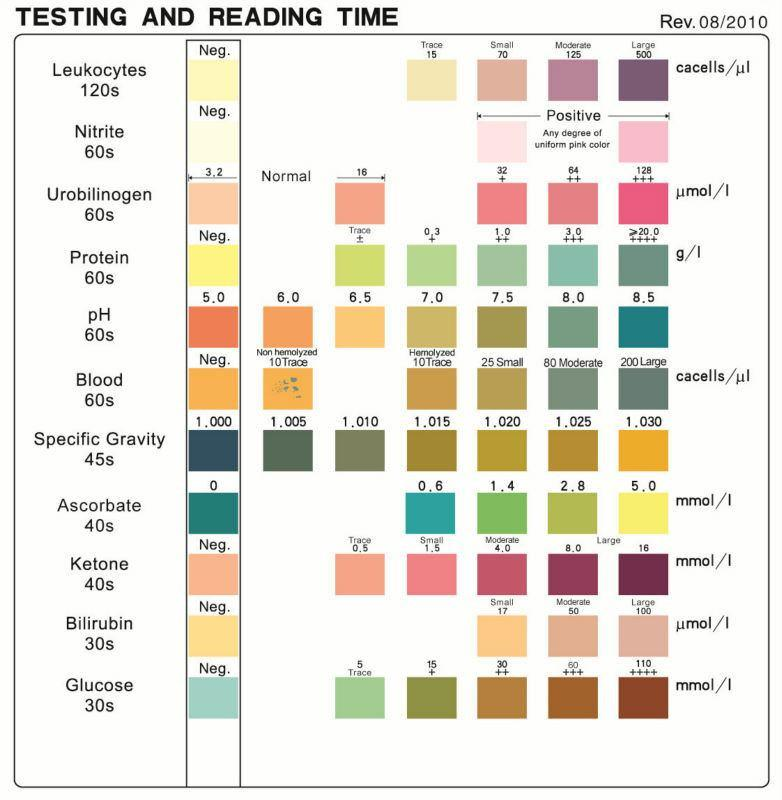 TESTING AND READING TIME
Rev. 08/2010
Neg.
Trace Small Moderate Large
Leukocytes 15 70 125 500 cacells/µl
120s
Neg.
Positive
Nitrite Any degree of
60s uniform pink color
3.2 Normal 16 32 64 128
+ ++ +++
Urobilinogen µmol/l
60s
Neg. Trace 0.3 1.0 3.0 ≥20.0
± + ++ +++ ++++
Protein g/l
60s
5.0 6.0 6.5 7.0 7.5 8.0 8.5
pH
60s
Non hemolyzed Hemolyzed
Neg. 10Trace 10Trace 25 Small 80 Moderate 200 Large
Blood cacells/µl
60s
1.000 1.005 1.010 1.015 1.020 1.025 1.030
Specific Gravity
45s
0 0.6 1.4 2.8 5.0
Ascorbate mmol/l
40s
Trace Small Moderate Large
Neg. 0.5 1.5 4.0 8.0 16
Ketone mmol/l
40s
Small Moderate Large
Neg. 17 50 100
Bilirubin µmol/l
30s
Neg. 5 15 30 60 110
Trace + ++ +++ ++++
Glucose mmol/l
30s